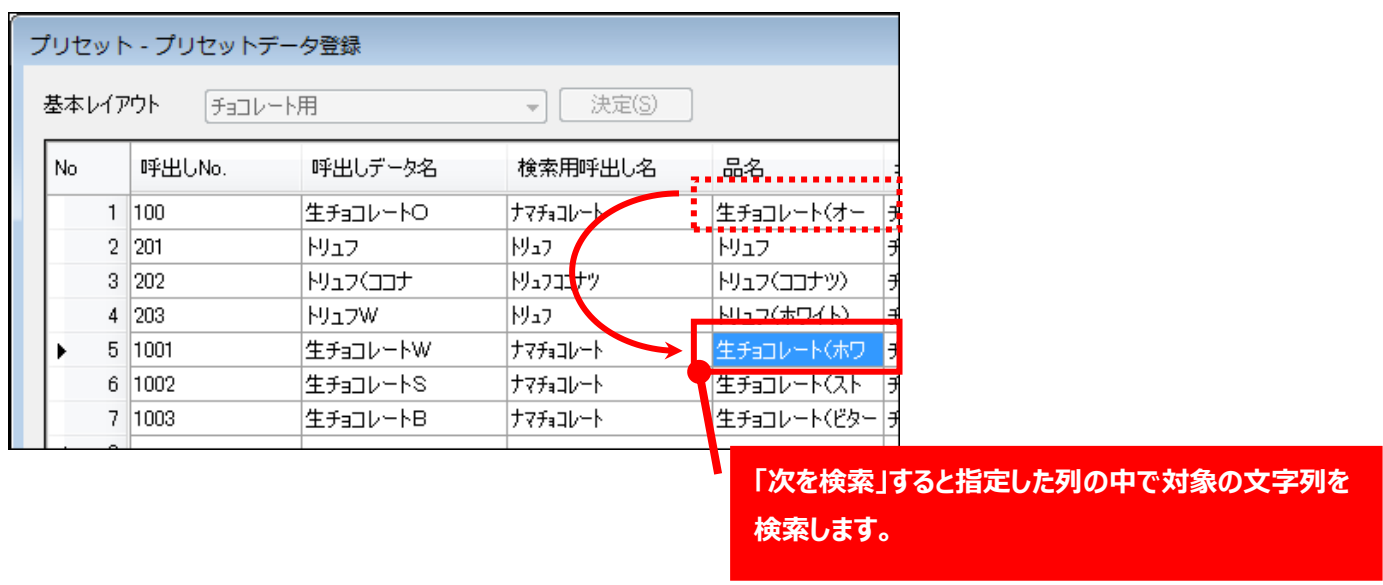 プリセット - プリセットデータ登録
基本レイアウト チョコレート用 決定(S)
No 呼出しNo. 呼出しデータ名 検索用呼出し名 品名
1 100 生チョコレートO ﾅﾏﾁｮｺﾚｰﾄ 生チョコレート(オー チ
2 201 トリュフ ﾄﾘｭﾌ トリュフ チ
3 202 トリュフ(ココナ ﾄﾘｭﾌｺｺﾅﾂ トリュフ(ココナツ) チ
4 203 トリュフW ﾄﾘｭﾌ トリュフ(ホワイト) チ
5 1001 生チョコレートW ﾅﾏﾁｮｺﾚｰﾄ 生チョコレート(ホワ チ
6 1002 生チョコレートS ﾅﾏﾁｮｺﾚｰﾄ 生チョコレート(スト チ
7 1003 生チョコレートB ﾅﾏﾁｮｺﾚｰﾄ 生チョコレート(ビター チ
「次を検索」すると指定した列の中で対象の文字列を
検索します。